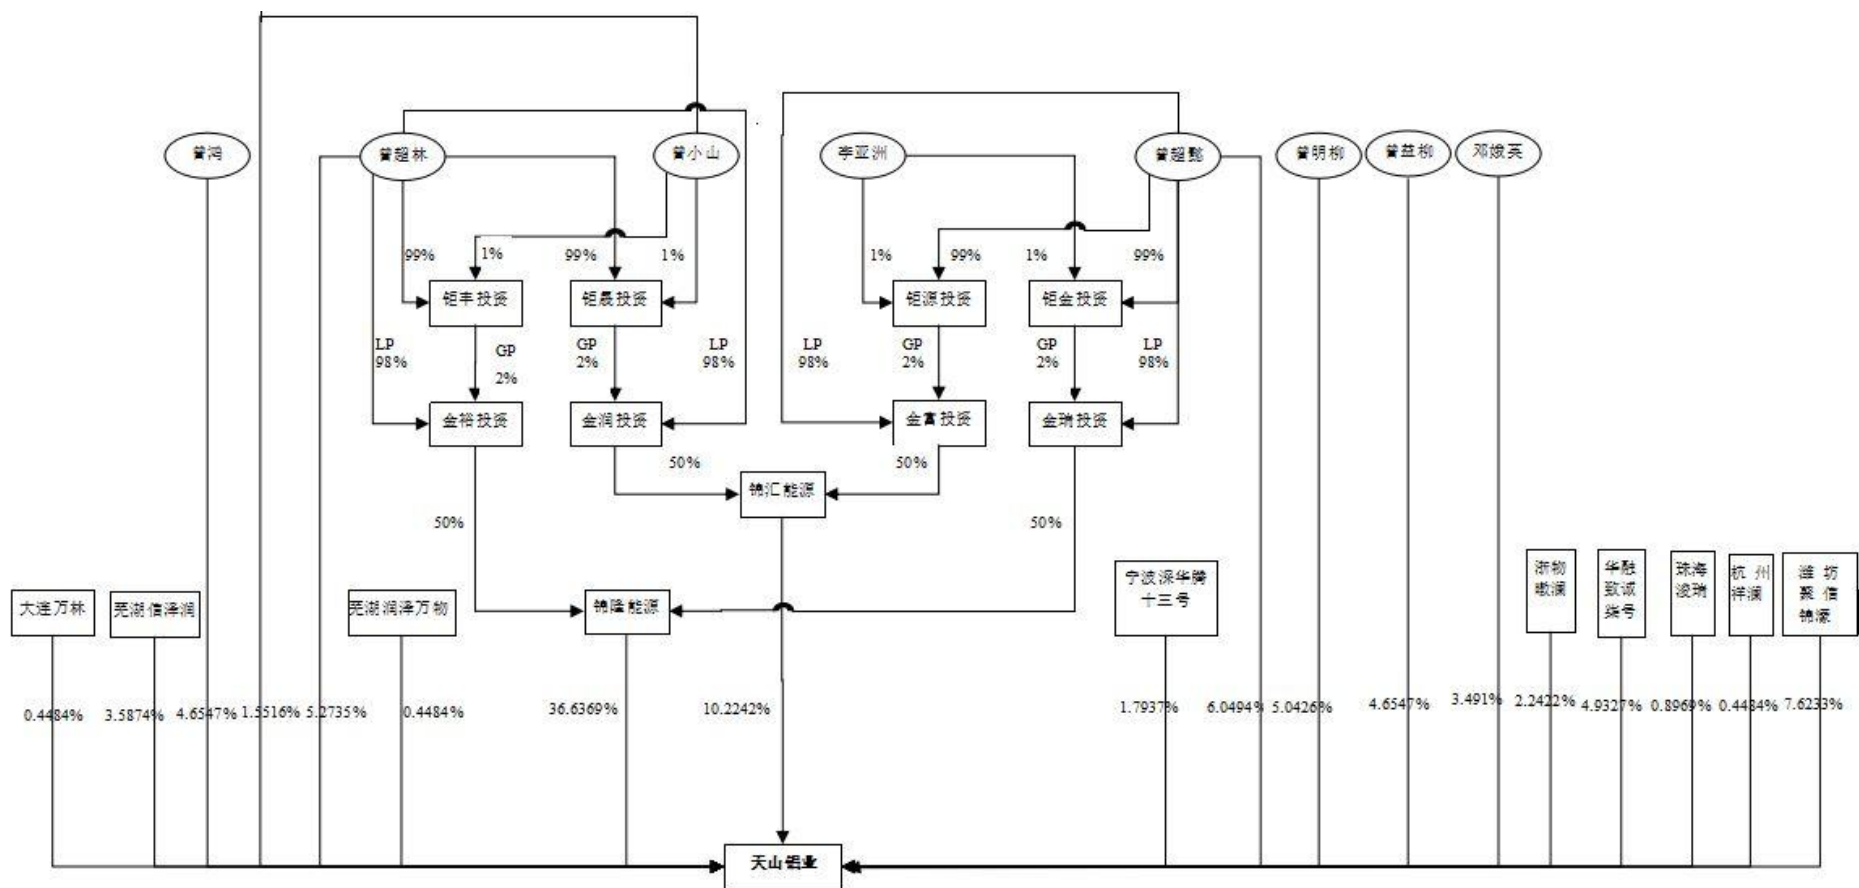 曾鸿
曾超林
曾小山
李亚洲
曾超懿
曾明柳
曾益柳
邓娥英
99%
1%
99%
1%
1%
99%
1%
99%
钜丰投资
钜晟投资
钜源投资
钜金投资
LP
98%
GP
2%
GP
2%
LP
98%
LP
98%
GP
2%
GP
2%
LP
98%
金裕投资
金润投资
金富投资
金瑞投资
50%
50%
锦汇能源
50%
50%
大连万林
芜湖信泽润
芜湖润泽万物
锦隆能源
宁波深华腾
十三号
浙物
暾澜
华融
致诚
柒号
珠海
浚瑞
杭州
祥澜
潍坊
聚信
锦濛
0.4484%
3.5874%
4.6547%
1.5516%
5.2735%
0.4484%
36.6369%
10.2242%
1.7937%
6.0494%
5.0426%
4.6547%
3.491%
2.2422%
4.9327%
0.8969%
0.4484%
7.6233%
天山铝业